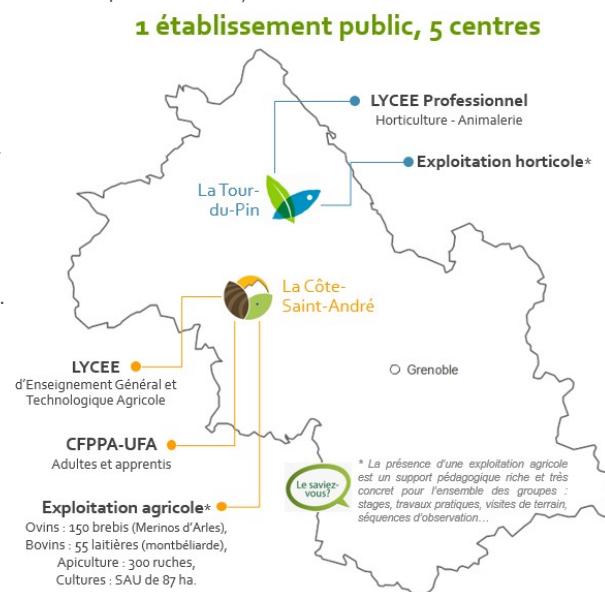 1 établissement public, 5 centres
LYCEE Professionnel
Horticulture - Animalerie
Exploitation horticole*
La Tour-
du-Pin
La Côte-
Saint-André
LYCEE
d'Enseignement Général et
Technologique Agricole
Grenoble
CFPPA-UFA
Adultes et apprentis
Exploitation agricole*
Ovins : 150 brebis (Merinos d'Arles),
Bovins : 55 laitières (montbéliarde),
Apiculture : 300 ruches,
Cultures : SAU de 87 ha.
Le saviez-
vous?
* La présence d'une exploitation agricole
est un support pédagogique riche et très
concret pour l'ensemble des groupes :
stages, travaux pratiques, visites de terrain,
séquences d'observation…